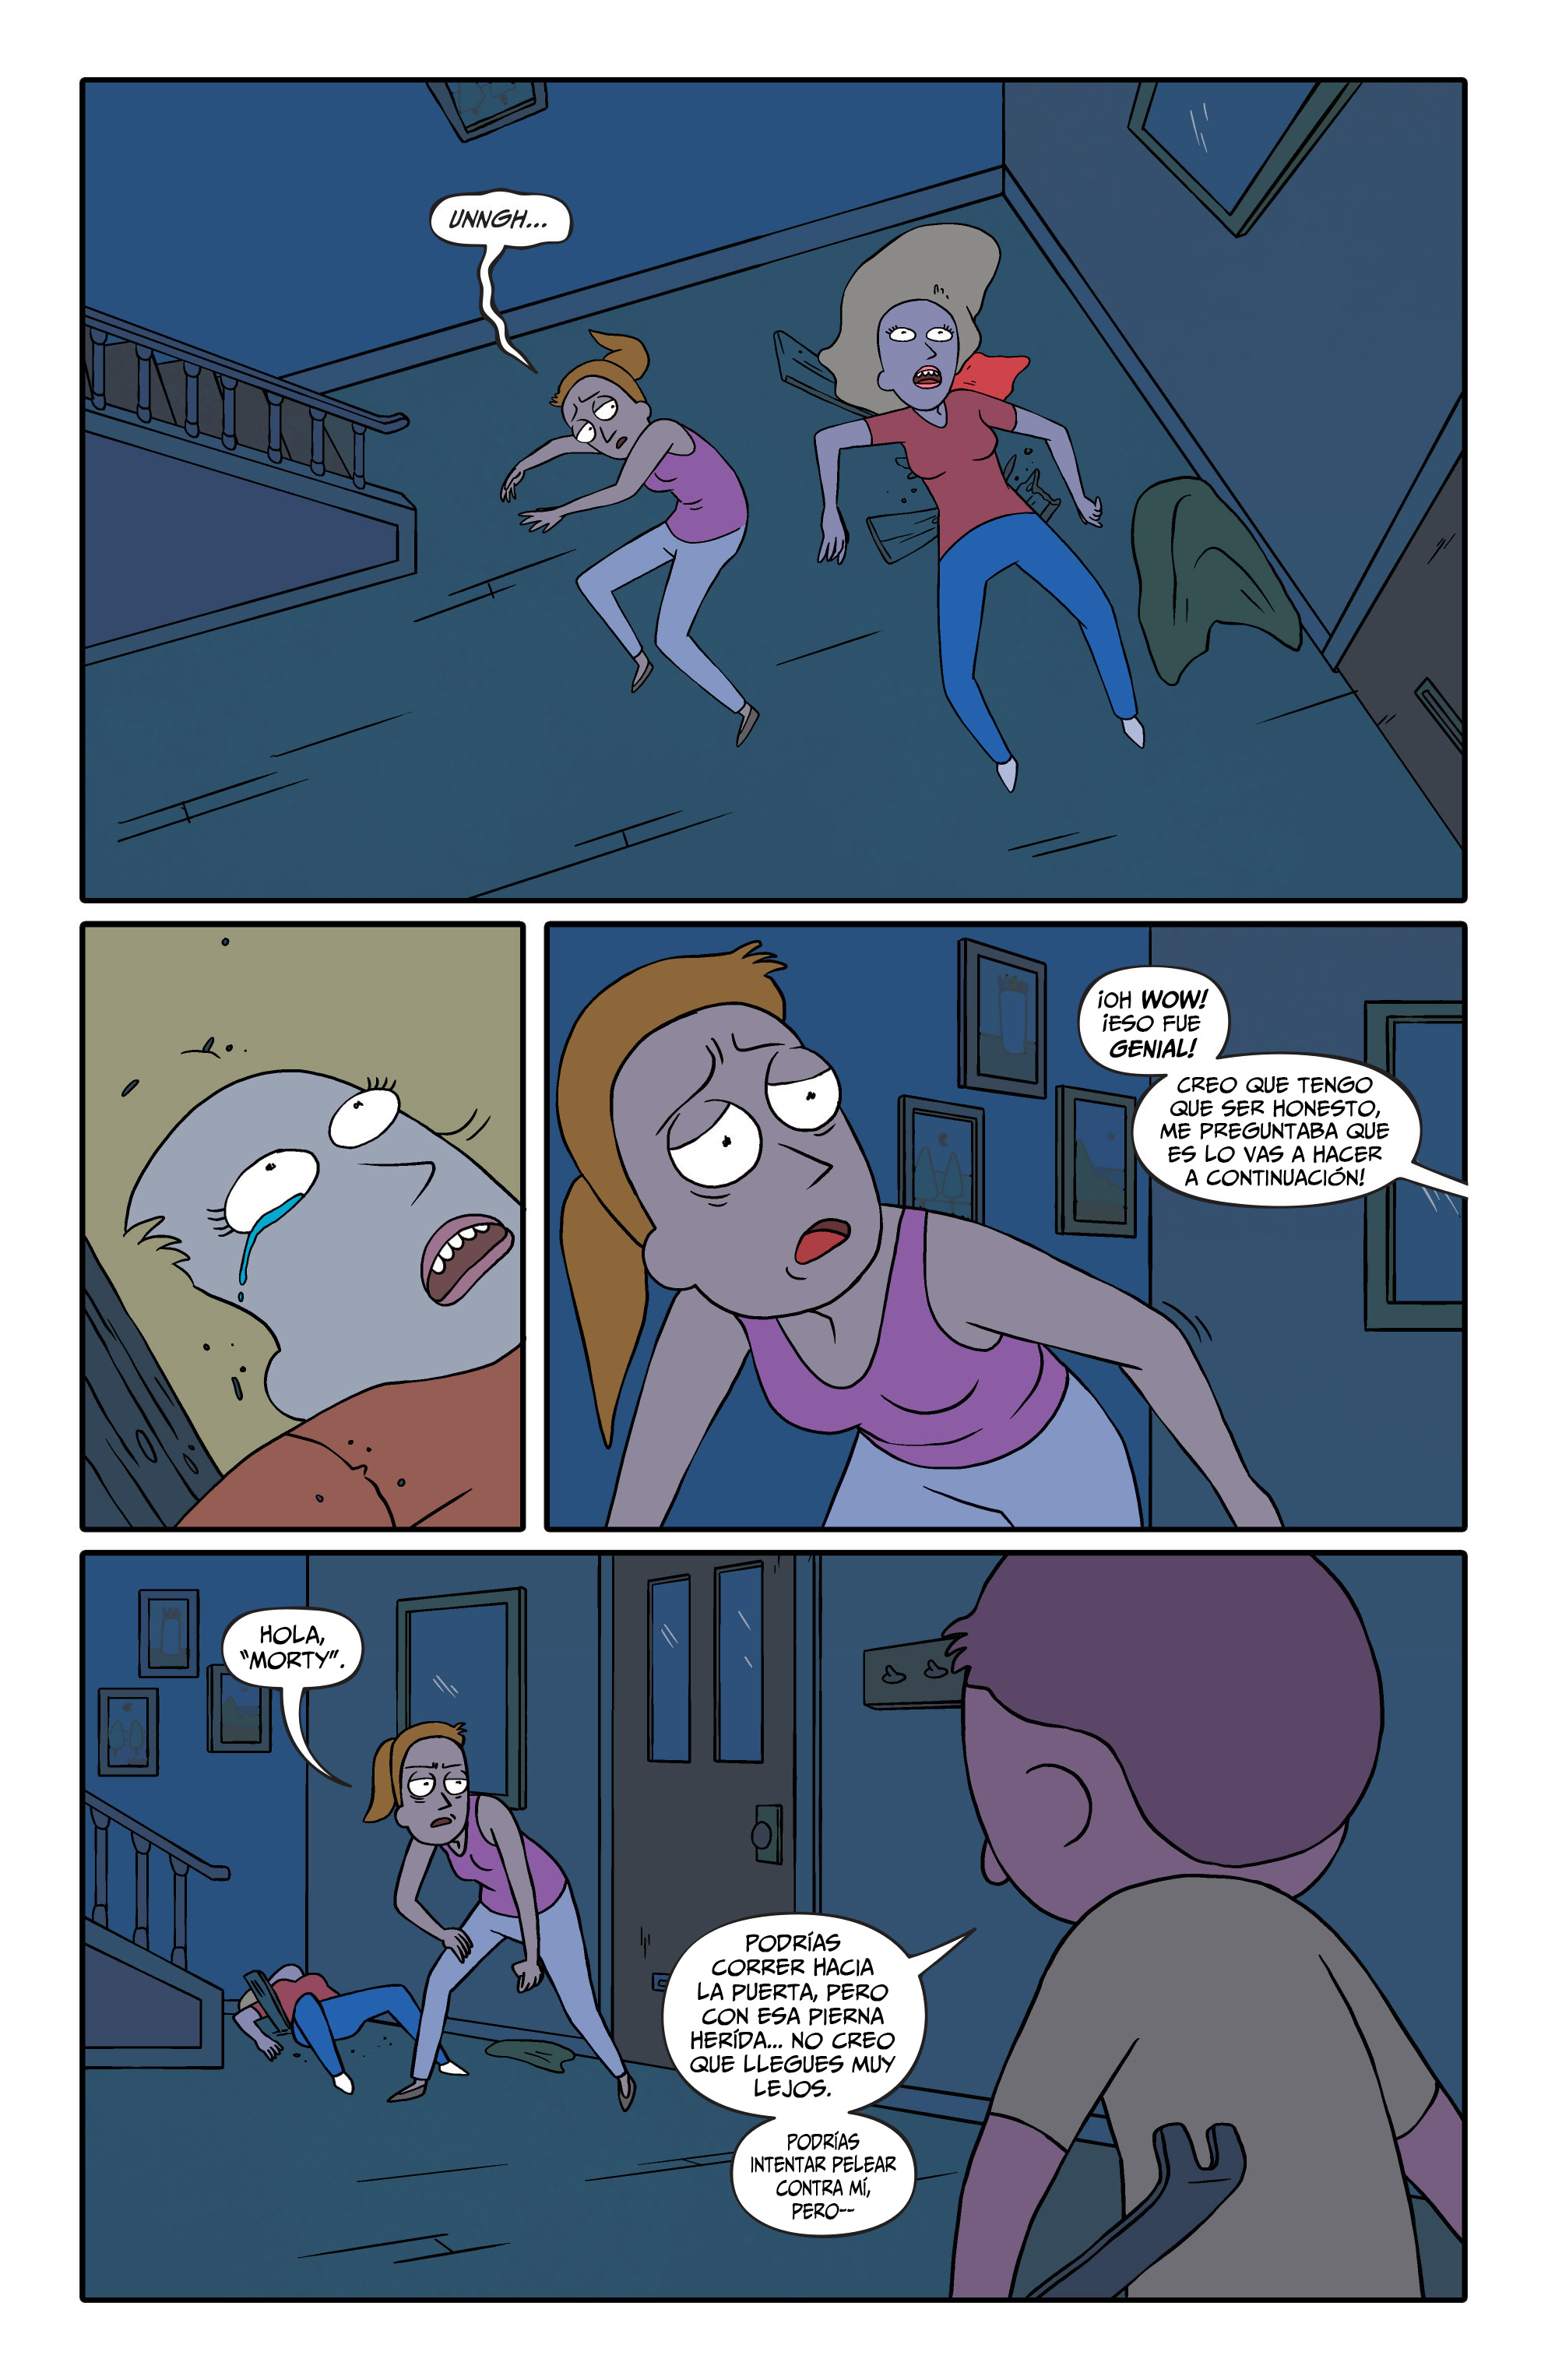 UNNGH...
¡OH WOW!
¡ESO FUE
GENIAL!
CREO QUE TENGO
QUE SER HONESTO,
ME PREGUNTABA QUE
ES LO VAS A HACER
A CONTINUACIÓN!
HOLA,
"MORTY".
PODRÍAS
CORRER HACIA
LA PUERTA, PERO
CON ESA PIERNA
HERÍDA... NO CREO
QUE LLEGUES MUY
LEJOS.
PODRÍAS
INTENTAR PELEAR
CONTRA MÍ,
PERO--